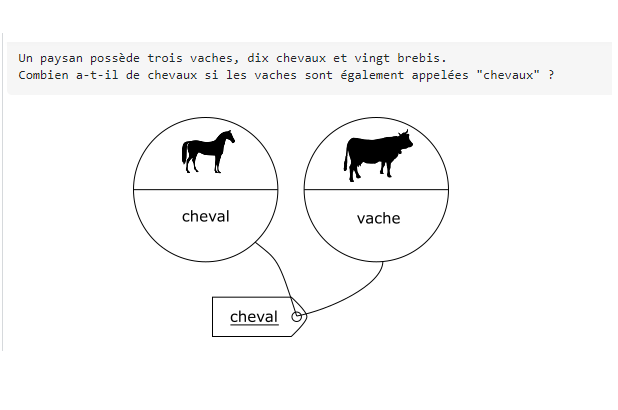 Un paysan possède trois vaches, dix chevaux et vingt brebis.
Combien a-t-il de chevaux si les vaches sont également appelées "chevaux" ?
cheval
vache
cheval